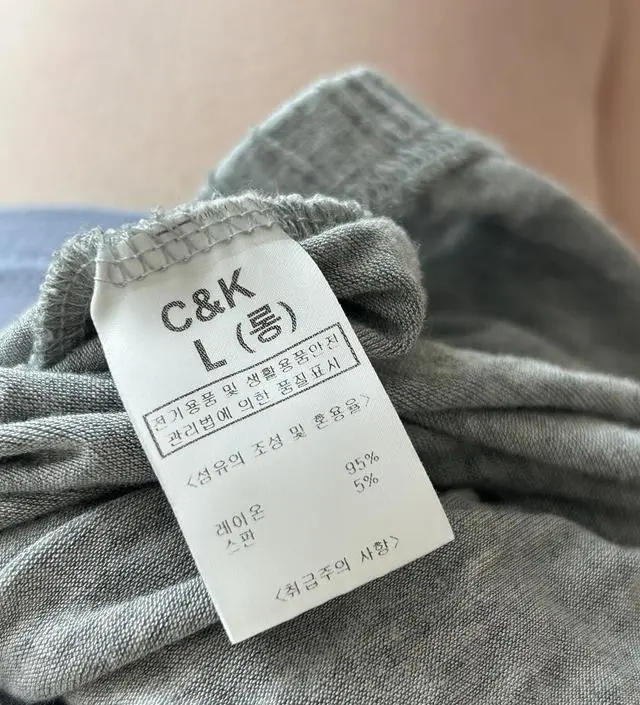 C&K
L (롱)
전기용품 및 생활용품안전
관리법에 의한 품질표시
<섬유의 조성 및 혼용율>
95%
5%
레이온
스판
<취급주의 사항>